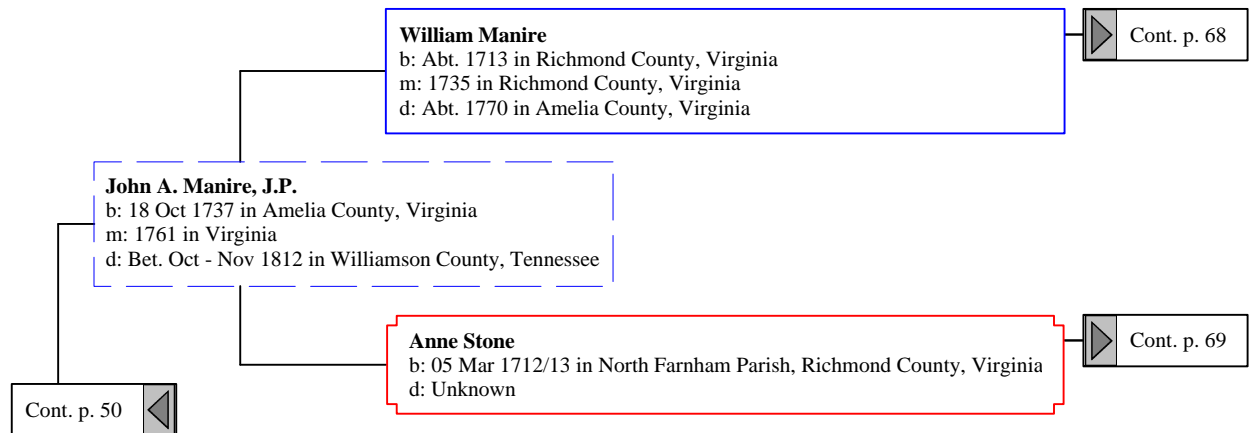 William Manire
b: Abt. 1713 in Richmond County, Virginia
m: 1735 in Richmond County, Virginia
d: Abt. 1770 in Amelia County, Virginia
Cont. p. 68
John A. Manire, J.P.
b: 18 Oct 1737 in Amelia County, Virginia
m: 1761 in Virginia
d: Bet. Oct - Nov 1812 in Williamson County, Tennessee
Anne Stone
b: 05 Mar 1712/13 in North Farnham Parish, Richmond County, Virginia
d: Unknown
Cont. p. 69
Cont. p. 50